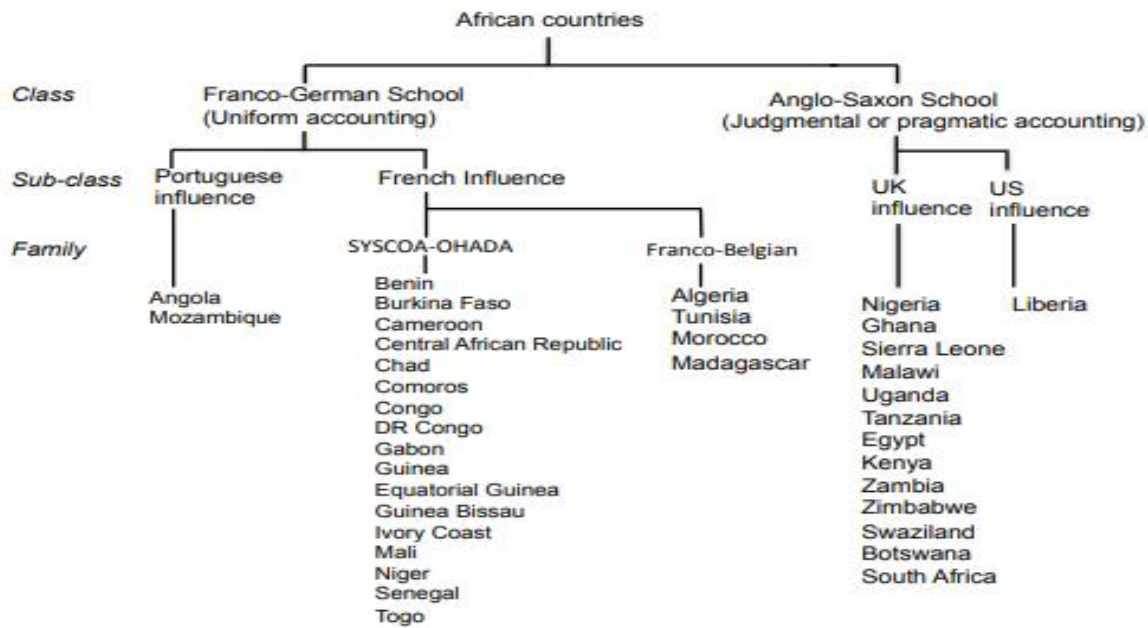 African countries
Class
Franco-German School
(Uniform accounting)
Anglo-Saxon School
(Judgmental or pragmatic accounting)
Sub-class
Portuguese
influence
French Influence
UK
influence
US
influence
Family
SYSCOA-OHADA
Franco-Belgian
Angola
Mozambique
Benin
Burkina Faso
Cameroon
Central African Republic
Chad
Comoros
Congo
DR Congo
Gabon
Guinea
Equatorial Guinea
Guinea Bissau
Ivory Coast
Mali
Niger
Senegal
Togo
Algeria
Tunisia
Morocco
Madagascar
Nigeria
Ghana
Sierra Leone
Malawi
Uganda
Tanzania
Egypt
Kenya
Zambia
Zimbabwe
Swaziland
Botswana
South Africa
Liberia